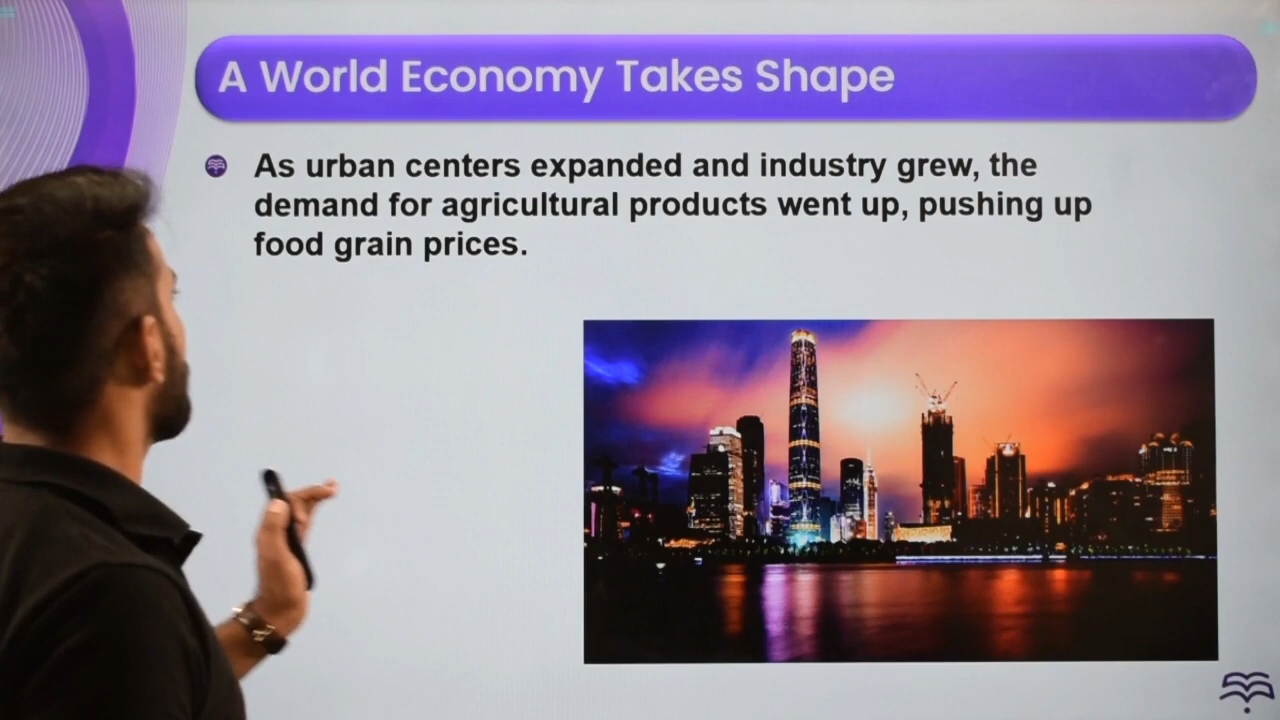 A World Economy Takes Shape
As urban centers expanded and industry grew, the
demand for agricultural products went up, pushing up
food grain prices.